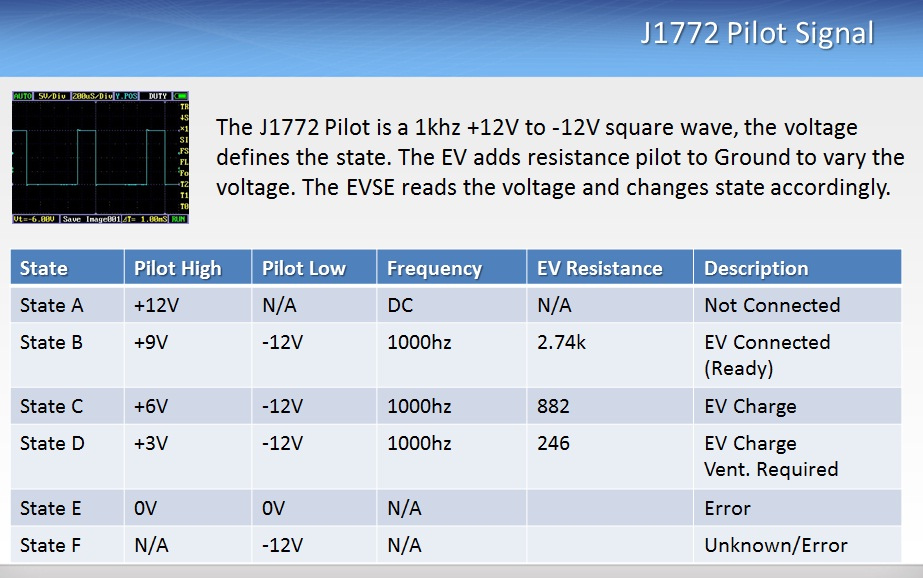 J1772 Pilot Signal
AUTO 5V/Div 200uS/Div Y.POS DUTY
TR
↓S
×1
SI
FS
FL
Fo
T2
T1
T0
Vt=-6.00V Save Image001 ΔT= 1.00mS RUN
The J1772 Pilot is a 1khz +12V to -12V square wave, the voltage
defines the state. The EV adds resistance pilot to Ground to vary the
voltage. The EVSE reads the voltage and changes state accordingly.
State Pilot High Pilot Low Frequency EV Resistance Description
State A +12V N/A DC N/A Not Connected
State B +9V -12V 1000hz 2.74k EV Connected
(Ready)
State C +6V -12V 1000hz 882 EV Charge
State D +3V -12V 1000hz 246 EV Charge
Vent. Required
State E 0V 0V N/A Error
State F N/A -12V N/A Unknown/Error